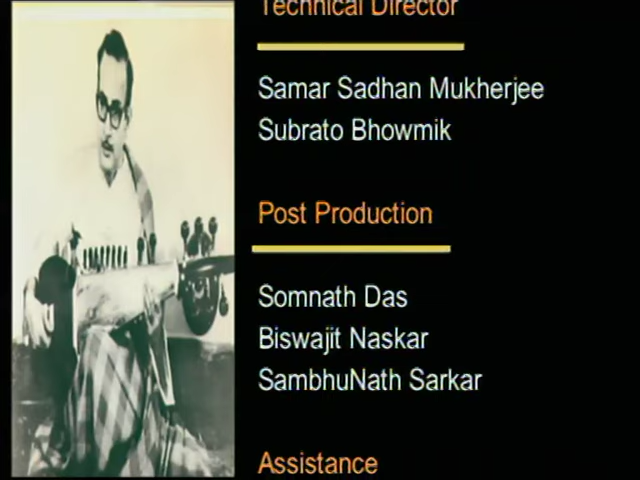 Technical Director
Samar Sadhan Mukherjee
Subrato Bhowmik
Post Production
Somnath Das
Biswajit Naskar
SambhuNath Sarkar
Assistance